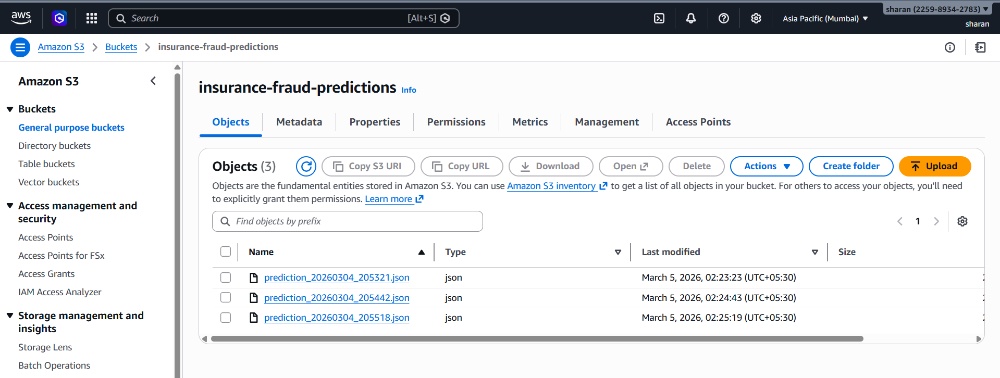 aws
Search [Alt+S]
Asia Pacific (Mumbai)
sharan (2259-8934-2783)
sharan
Amazon S3 Buckets insurance-fraud-predictions
Amazon S3
Buckets
General purpose buckets
Directory buckets
Table buckets
Vector buckets
Access management and
security
Access Points
Access Points for FSx
Access Grants
IAM Access Analyzer
Storage management and
insights
Storage Lens
Batch Operations
insurance-fraud-predictions Info
Objects Metadata Properties Permissions Metrics Management Access Points
Objects (3) Copy S3 URI Copy URL Download Open Delete Actions Create folder Upload
Objects are the fundamental entities stored in Amazon S3. You can use Amazon S3 inventory to get a list of all objects in your bucket. For others to access your objects, you'll need
to explicitly grant them permissions. Learn more
Find objects by prefix
1
Name Type Last modified Size
prediction_20260304_205321.json json March 5, 2026, 02:23:23 (UTC+05:30)
prediction_20260304_205442.json json March 5, 2026, 02:24:43 (UTC+05:30)
prediction_20260304_205518.json json March 5, 2026, 02:25:19 (UTC+05:30)